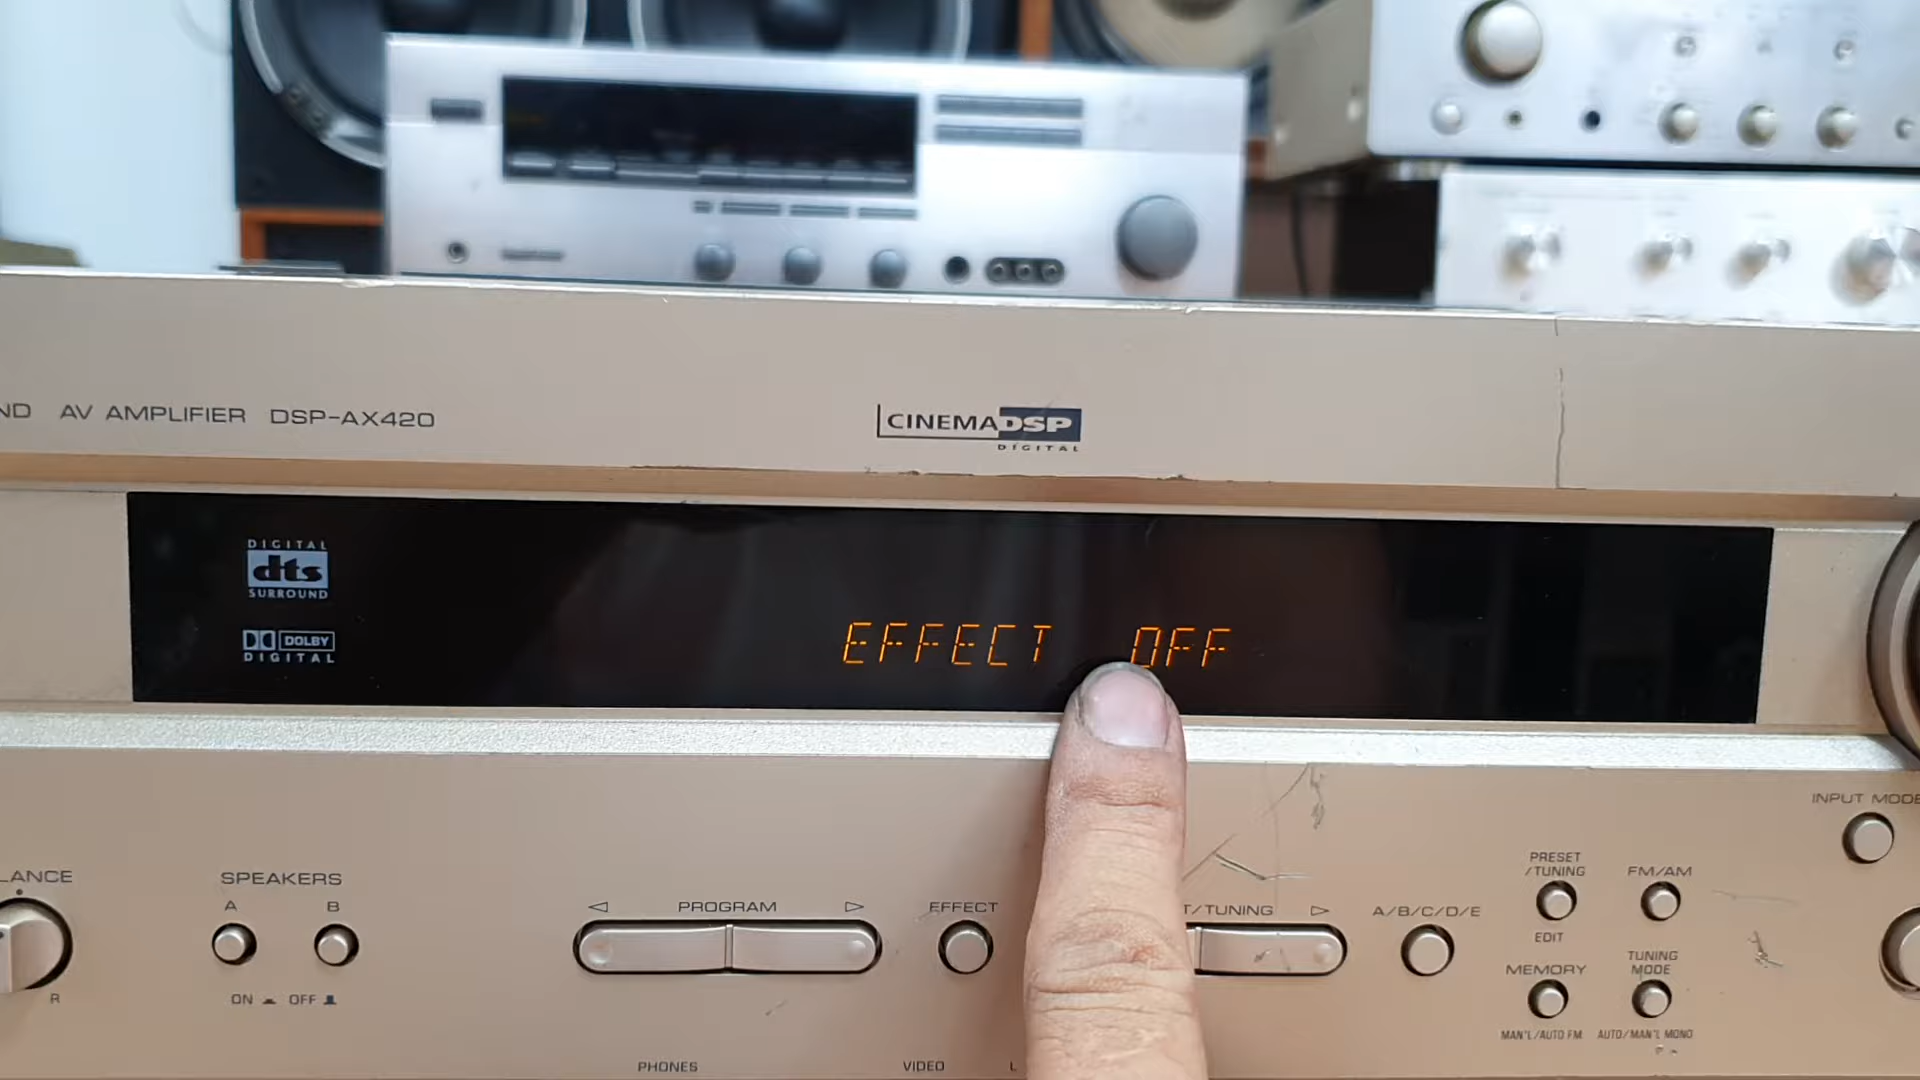 ND AV AMPLIFIER DSP-AX420
CINEMA DSP
DIGITAL
DIGITAL
dts
SURROUND
DOLBY
DIGITAL
EFFECT OFF
INPUT MODE
LANCE
R
SPEAKERS
A B
ON OFF
PROGRAM
EFFECT
T/TUNING
A/B/C/D/E
PRESET
/TUNING
EDIT
FM/AM
MEMORY
MAN'L/AUTO FM
TUNING
MODE
AUTO/MAN'L MONO
PHONES
VIDEO
L